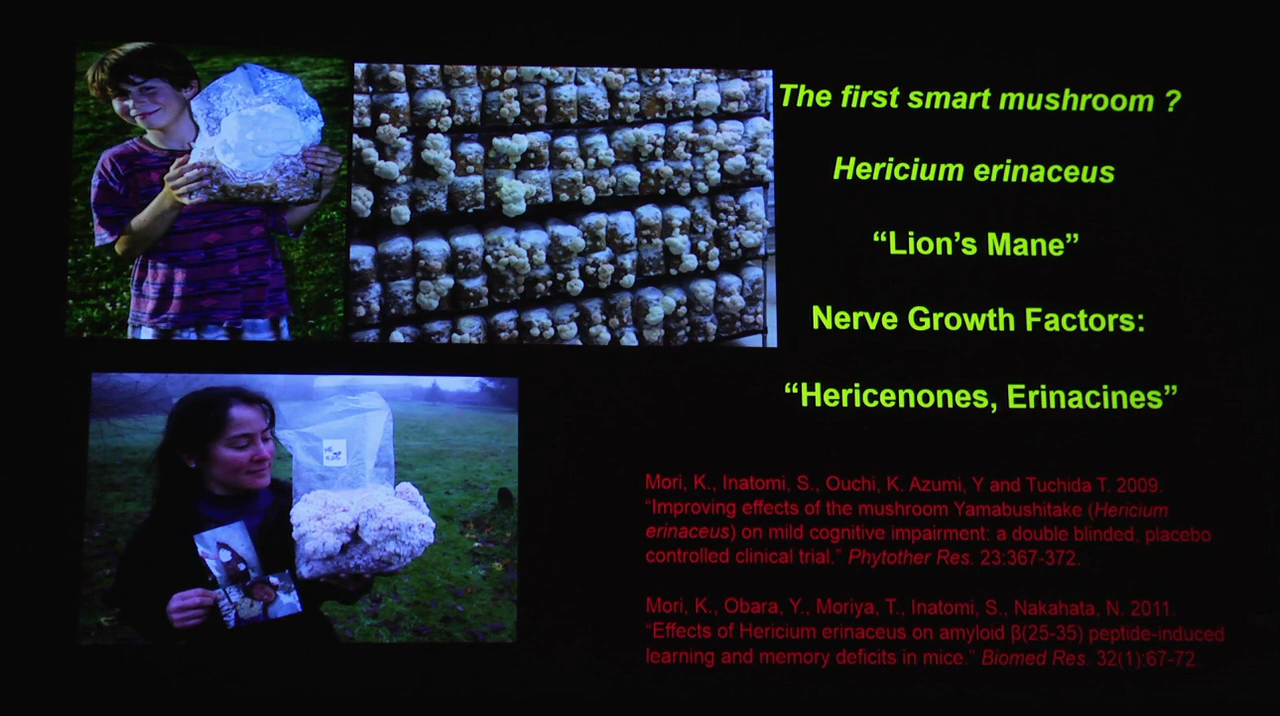 The first smart mushroom ?
Hericium erinaceus
“Lion’s Mane”
Nerve Growth Factors:
“Hericenones, Erinacines”
Mori, K., Inatomi, S., Ouchi, K. Azumi, Y and Tuchida T. 2009.
“Improving effects of the mushroom Yamabushitake (Hericium
erinaceus) on mild cognitive impairment: a double blinded, placebo
controlled clinical trial.” Phytother Res. 23:367-372.
Mori, K., Obara, Y., Moriya, T., Inatomi, S., Nakahata, N. 2011.
“Effects of Hericium erinaceus on amyloid β(25-35) peptide-induced
learning and memory deficits in mice.” Biomed Res. 32(1):67-72.